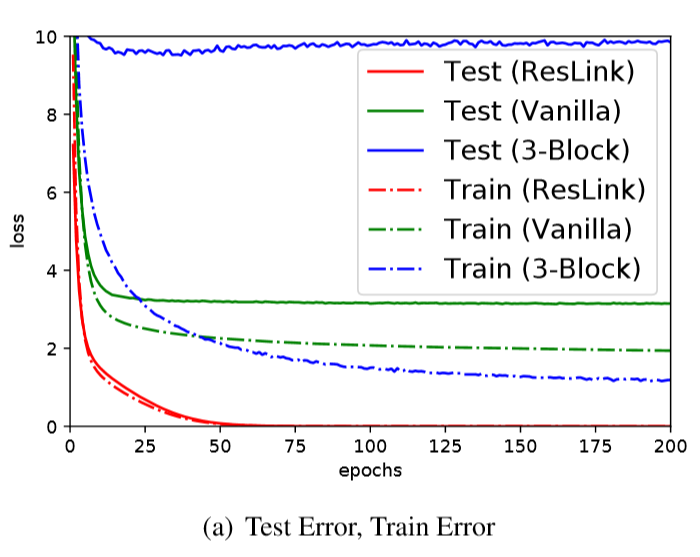 10
8
6
4
2
0
loss
Test (ResLink)
Test (Vanilla)
Test (3-Block)
Train (ResLink)
Train (Vanilla)
Train (3-Block)
0 25 50 75 100 125 150 175 200
epochs
(a) Test Error, Train Error